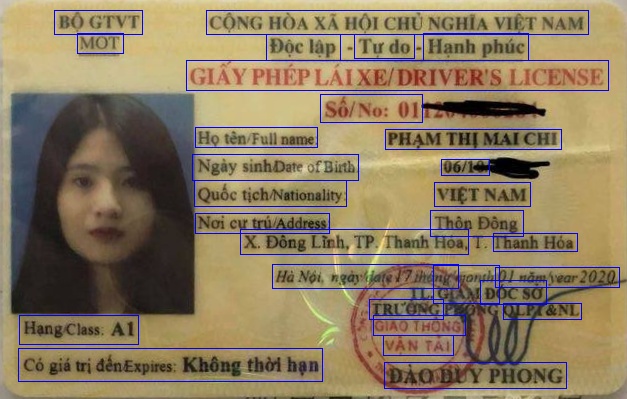 BỘ GTVT
MOT
CỘNG HÒA XÃ HỘI CHỦ NGHĨA VIỆT NAM
Độc lập - Tự do - Hạnh phúc
GIẤY PHÉP LÁI XE/ DRIVER'S LICENSE
Số/No: 01
Họ tên/Full name: PHẠM THỊ MAI CHI
Ngày sinh/Date of Birth: 06/10
Quốc tịch/Nationality: VIỆT NAM
Nơi cư trú/Address: Thôn Đông
X. Đông Lĩnh, TP. Thanh Hóa, T. Thanh Hóa
Hà Nội, ngày/date 17 tháng/month 01 năm/year 2020
TL. GIÁM ĐỐC SỞ
TRƯỞNG PHÒNG QLPT&NL
GIAO THÔNG
VẬN TẢI
Hạng/Class: A1
Có giá trị đến/Expires: Không thời hạn
ĐÀO DUY PHONG